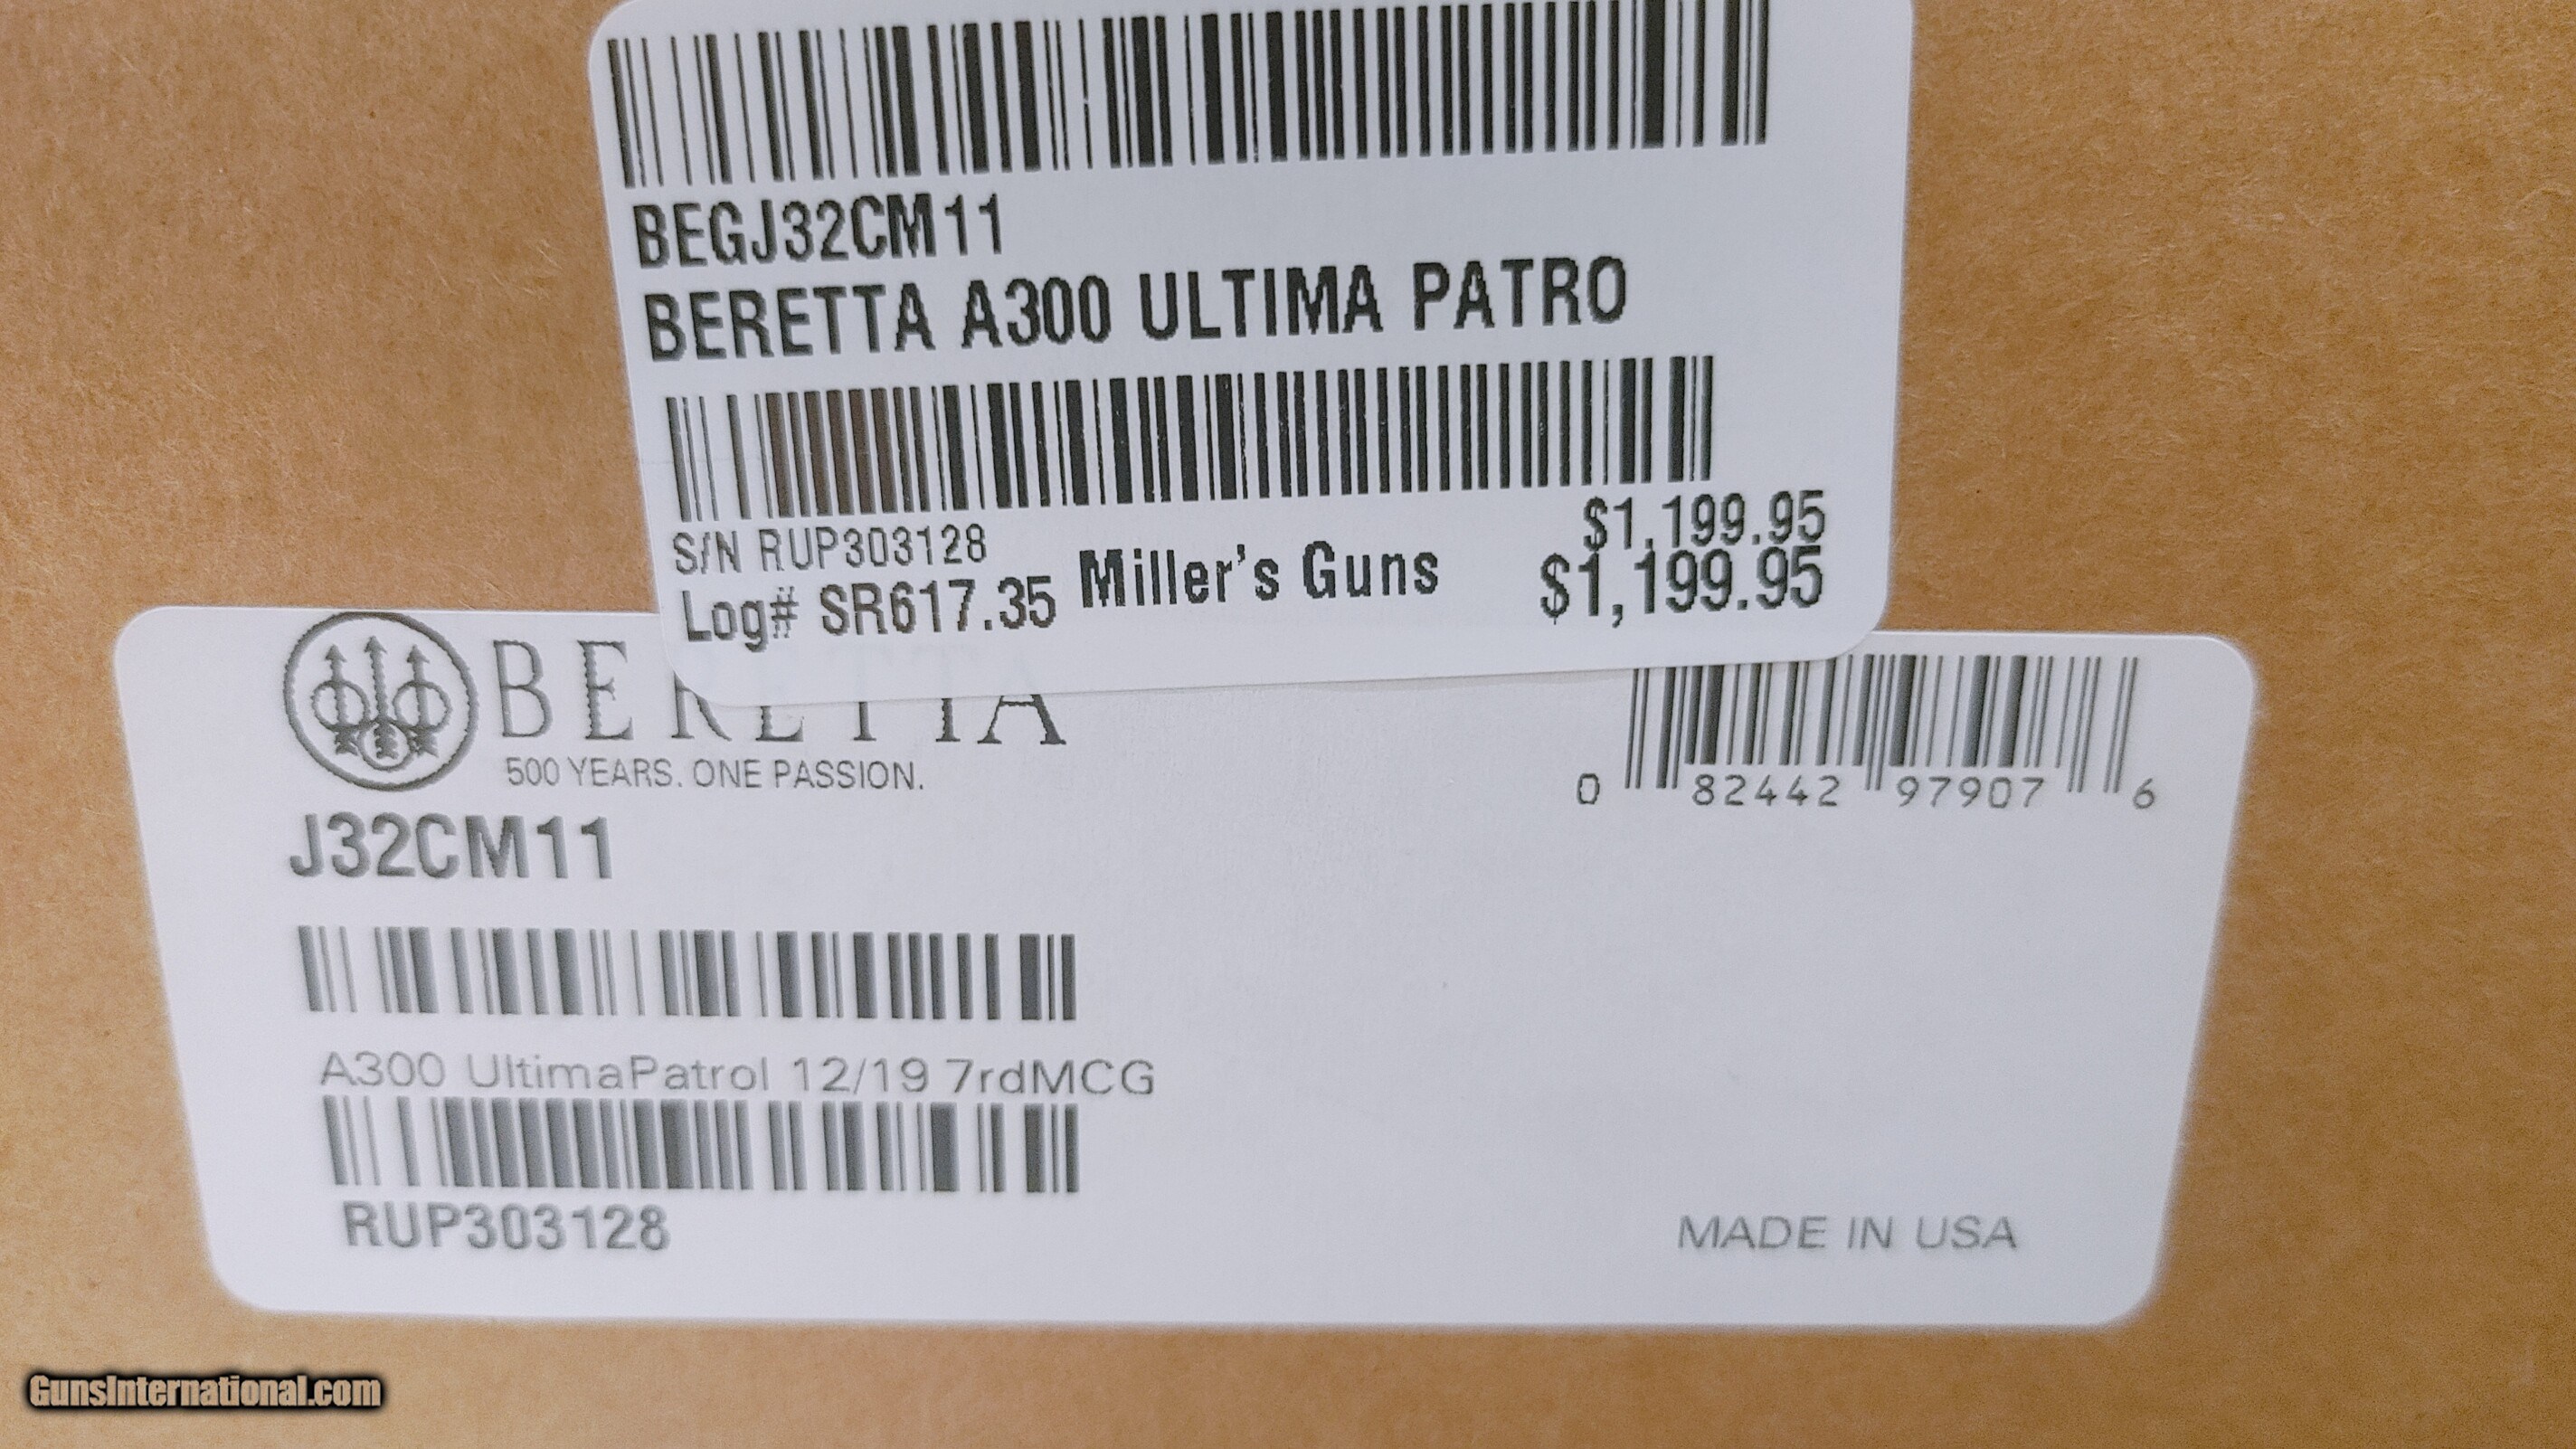 BEGJ32CM11
BERETTA A300 ULTIMA PATRO
$1,199.95
S/N RUP303128
Log# SR617.35 Miller's Guns $1,199.95
BERETTA
500 YEARS. ONE PASSION.
0 82442 97907 6
J32CM11
A300 UltimaPatrol 12/19 7rdMCG
RUP303128
MADE IN USA
GunsInternational.com